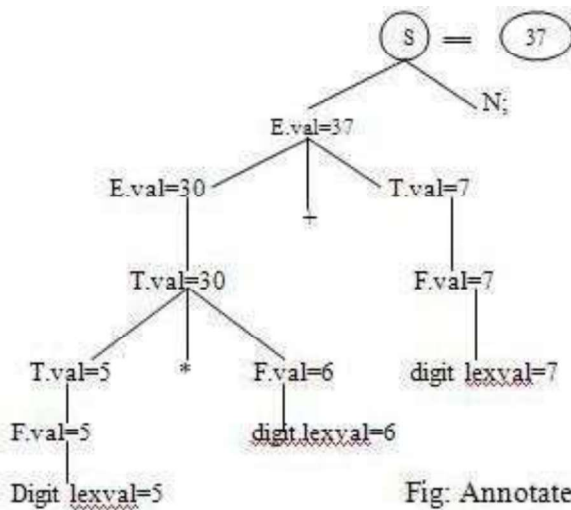 S = 37
N;
E.val=37
E.val=30 + T.val=7
T.val=30 F.val=7
T.val=5 * F.val=6 digit lexval=7
F.val=5 digit.lexval=6
Digit lexval=5 Fig: Annotate